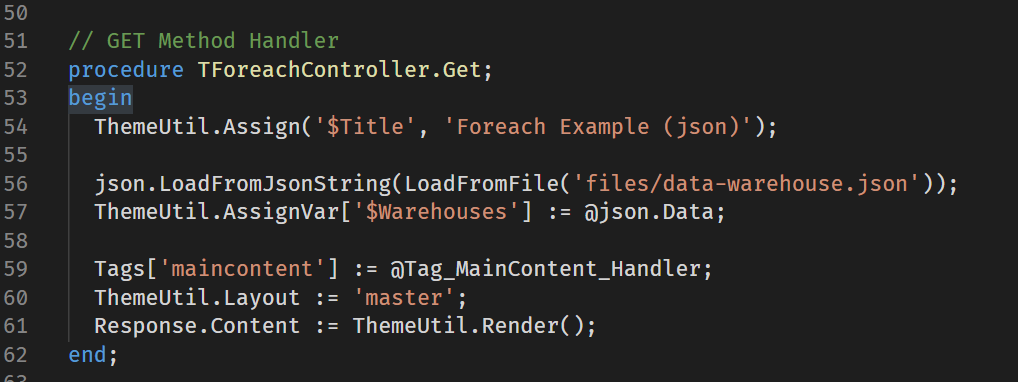 50
51 // GET Method Handler
52 procedure TForeachController.Get;
53 begin
54 ThemeUtil.Assign('$Title', 'Foreach Example (json)');
55
56 json.LoadFromJsonString(LoadFromFile('files/data-warehouse.json'));
57 ThemeUtil.AssignVar['$Warehouses'] := @json.Data;
58
59 Tags['maincontent'] := @Tag_MainContent_Handler;
60 ThemeUtil.Layout := 'master';
61 Response.Content := ThemeUtil.Render();
62 end;
63